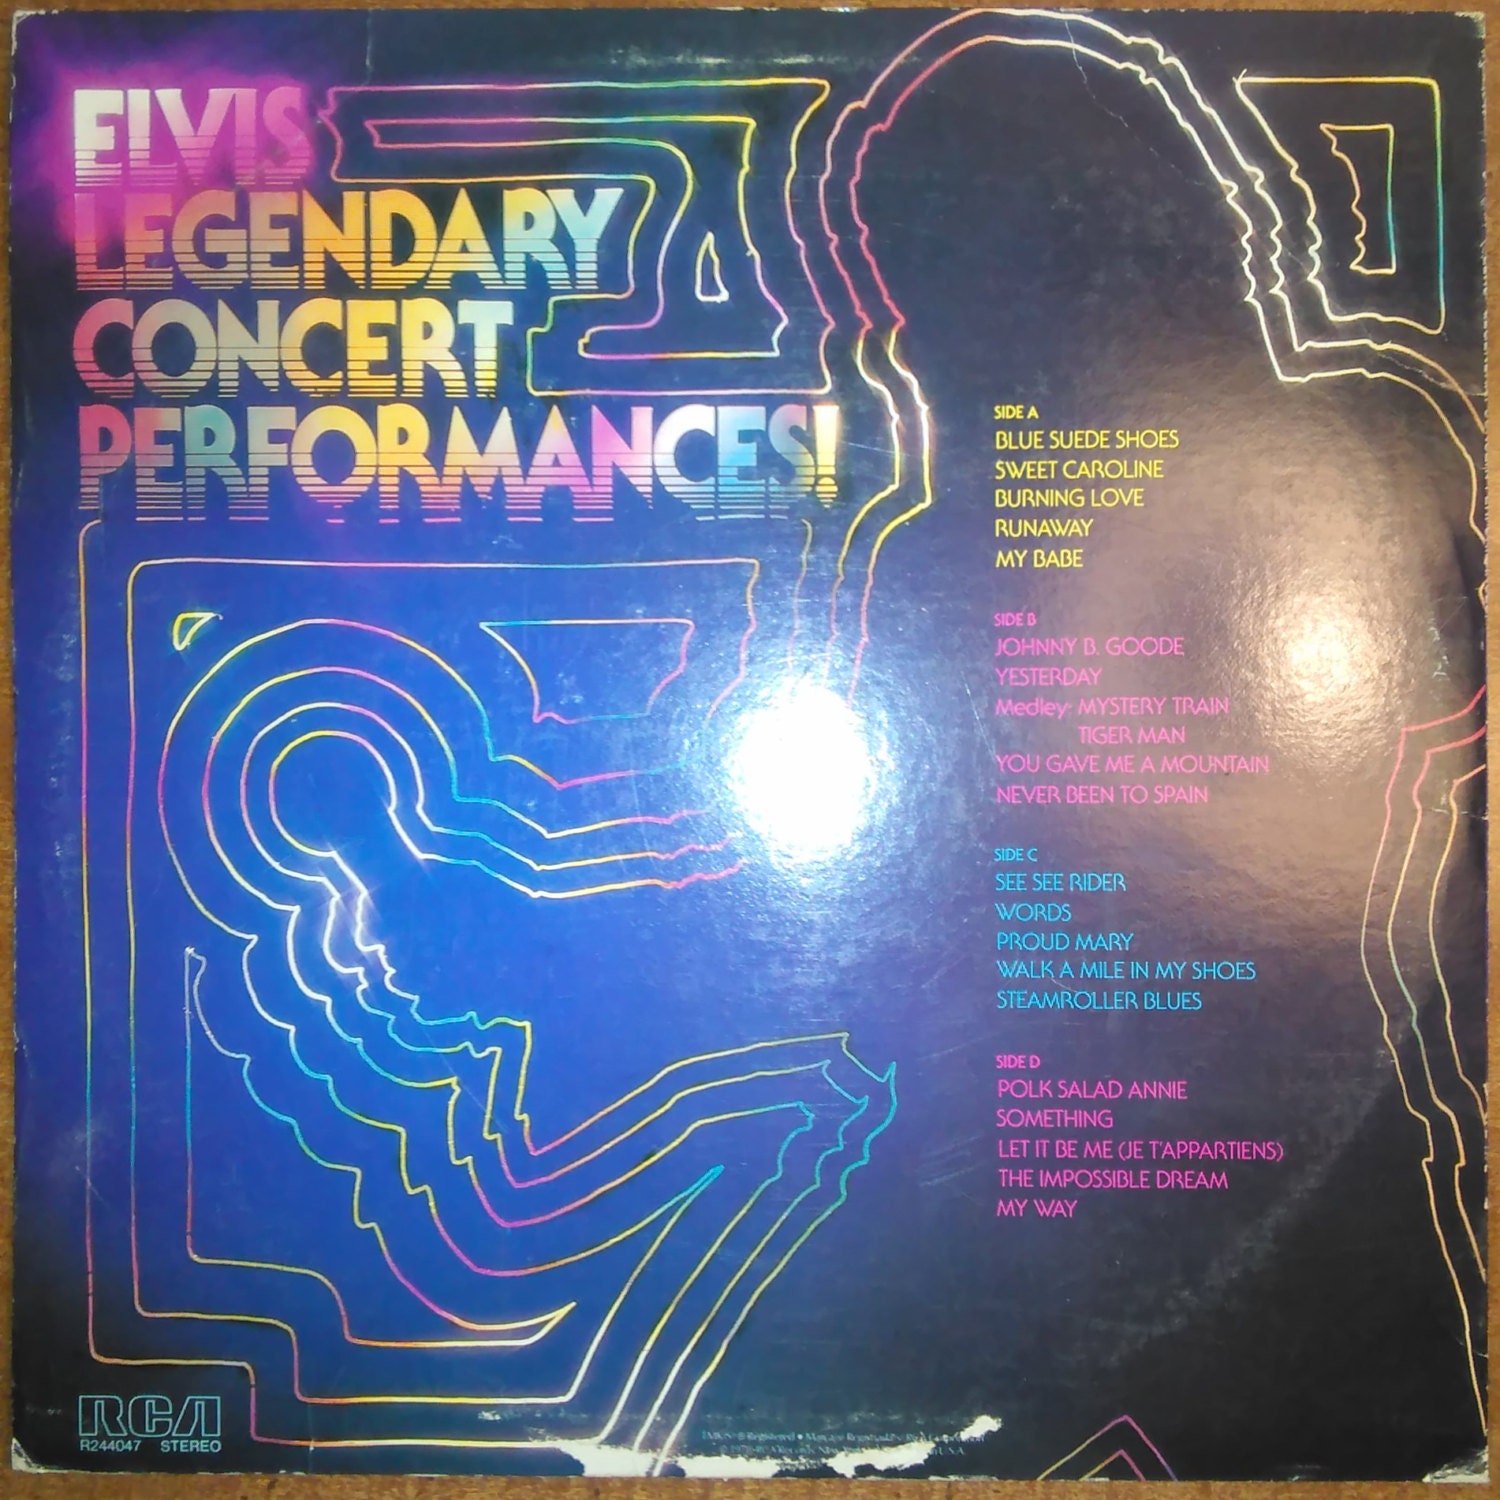 ELVIS
LEGENDARY
CONCERT
PERFORMANCES!
SIDE A
BLUE SUEDE SHOES
SWEET CAROLINE
BURNING LOVE
RUNAWAY
MY BABE
SIDE B
JOHNNY B. GOODE
YESTERDAY
Medley: MYSTERY TRAIN
TIGER MAN
YOU GAVE ME A MOUNTAIN
NEVER BEEN TO SPAIN
SIDE C
SEE SEE RIDER
WORDS
PROUD MARY
WALK A MILE IN MY SHOES
STEAMROLLER BLUES
SIDE D
POLK SALAD ANNIE
SOMETHING
LET IT BE ME (JE T'APPARTIENS)
THE IMPOSSIBLE DREAM
MY WAY
RCA
R244047 STEREO
Registered